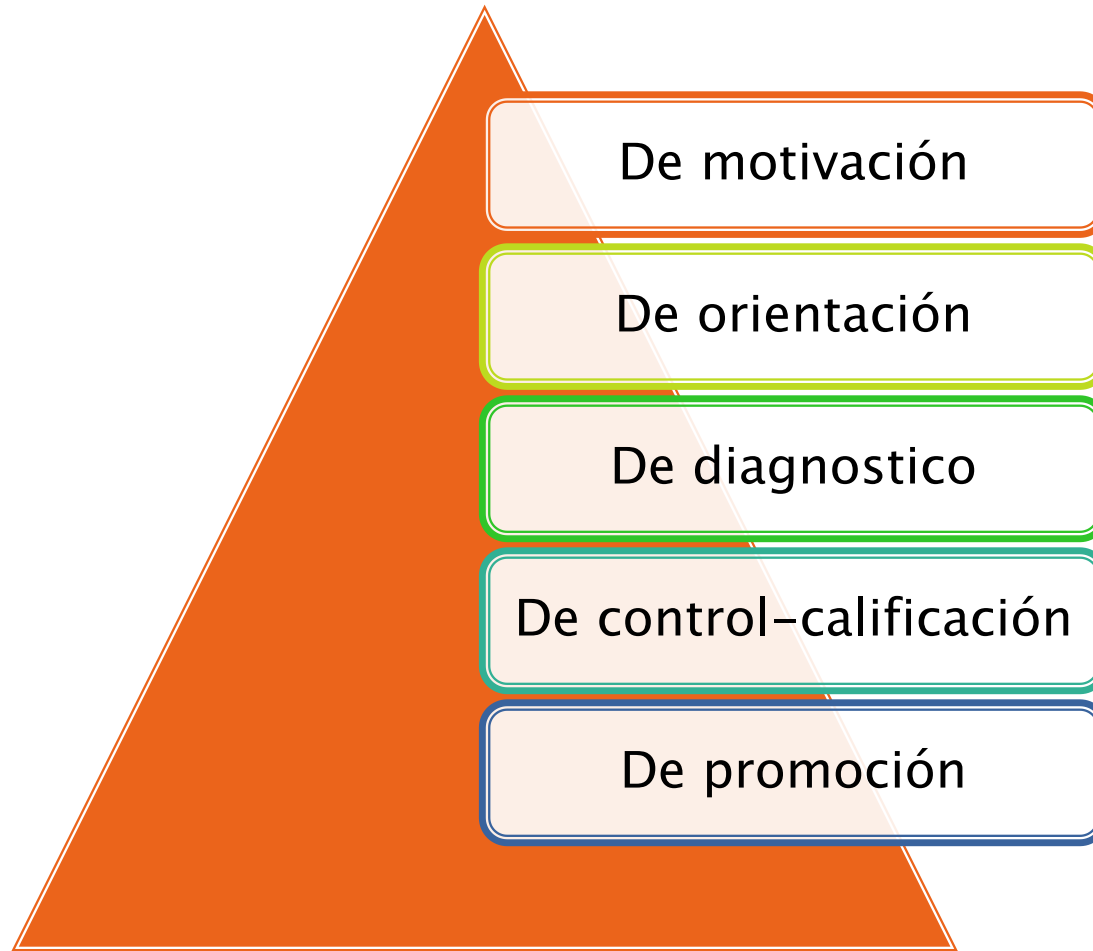 De motivación
De orientación
De diagnostico
De control-calificación
De promoción